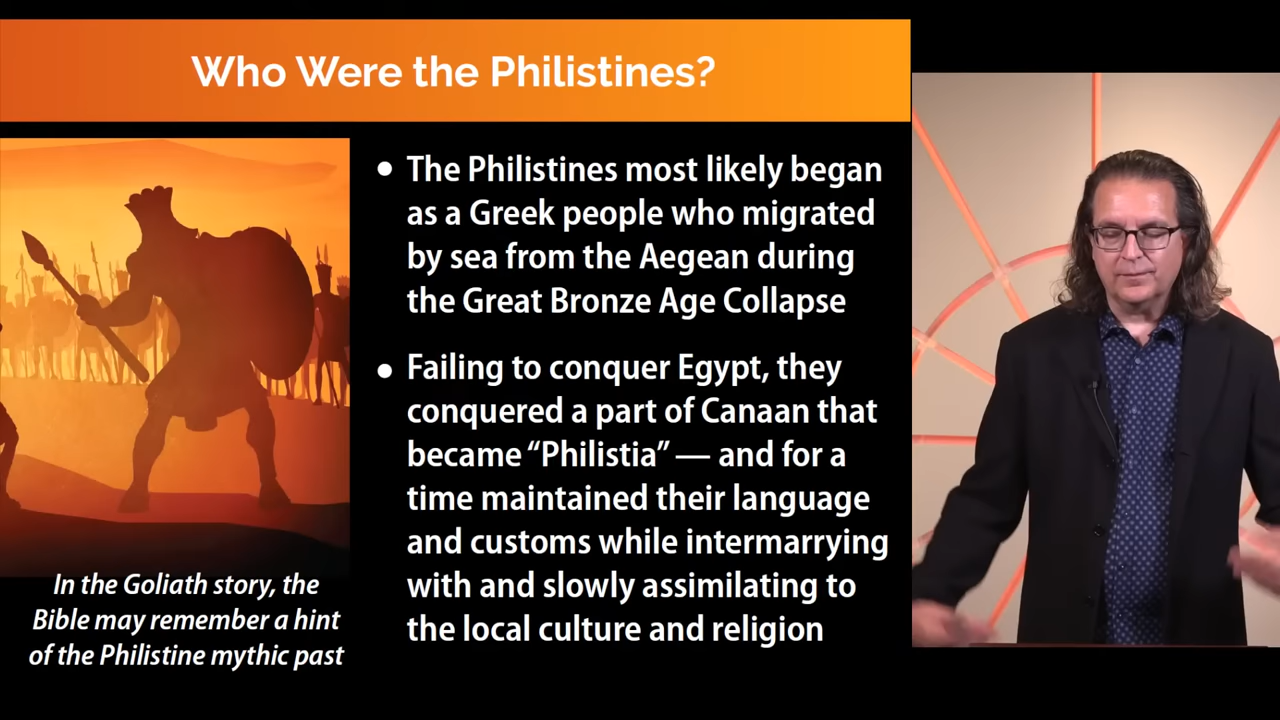 Who Were the Philistines?
• The Philistines most likely began
as a Greek people who migrated
by sea from the Aegean during
the Great Bronze Age Collapse
• Failing to conquer Egypt, they
conquered a part of Canaan that
became “Philistia” — and for a
time maintained their language
and customs while intermarrying
with and slowly assimilating to
the local culture and religion
In the Goliath story, the
Bible may remember a hint
of the Philistine mythic past